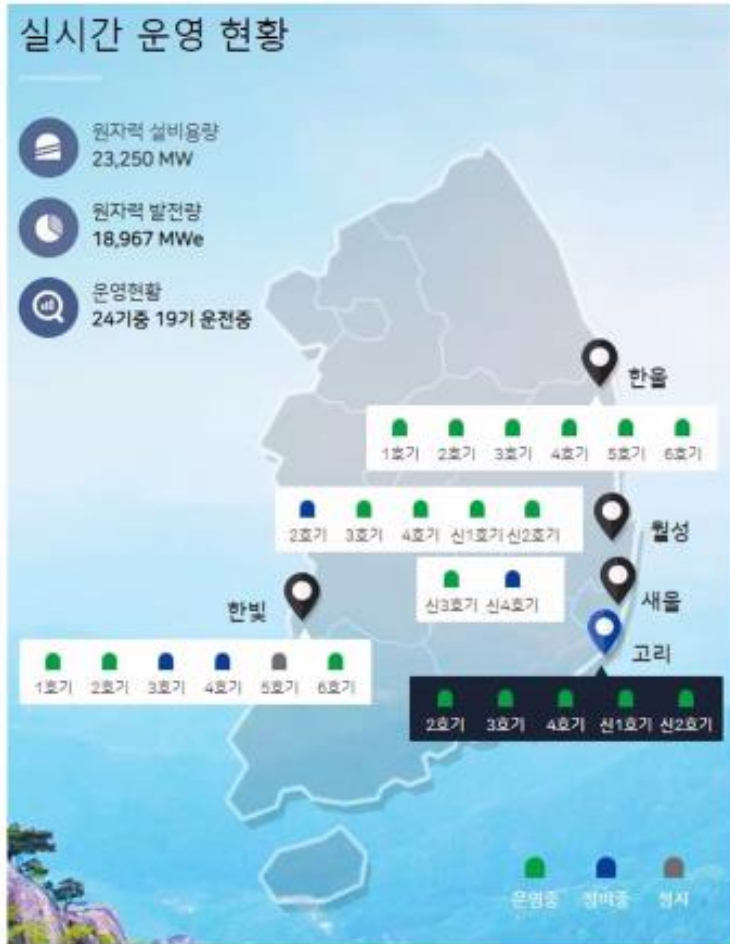 실시간 운영 현황
원자력 설비용량
23,250 MW
원자력 발전량
18,967 MWe
운영현황
24기중 19기 운전중
한울
1호기 2호기 3호기 4호기 5호기 6호기
월성
2호기 3호기 4호기 신1호기 신2호기
새울
신3호기 신4호기
한빛
1호기 2호기 3호기 4호기 5호기 6호기
고리
2호기 3호기 4호기 신1호기 신2호기
운영중 정비중 정지